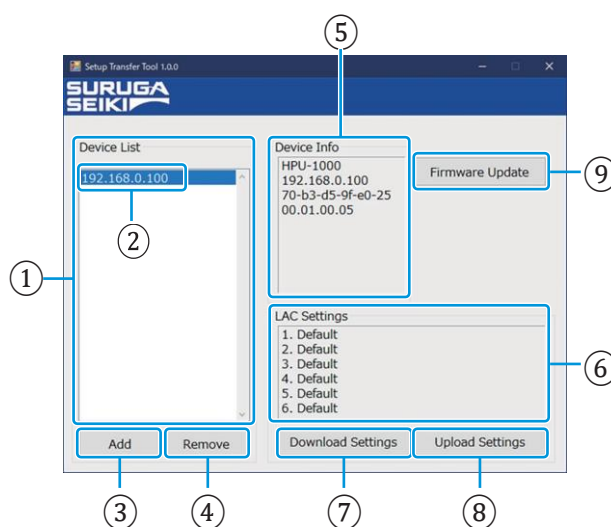 ⑤
Setup Transfer Tool 1.0.0
SURUGA
SEIKI
Device List
192.168.0.100
②
①
Device Info
HPU-1000
192.168.0.100
70-b3-d5-9f-e0-25
00.01.00.05
Firmware Update
⑨
LAC Settings
1. Default
2. Default
3. Default
4. Default
5. Default
6. Default
⑥
Add
Remove
Download Settings
Upload Settings
③
④
⑦
⑧